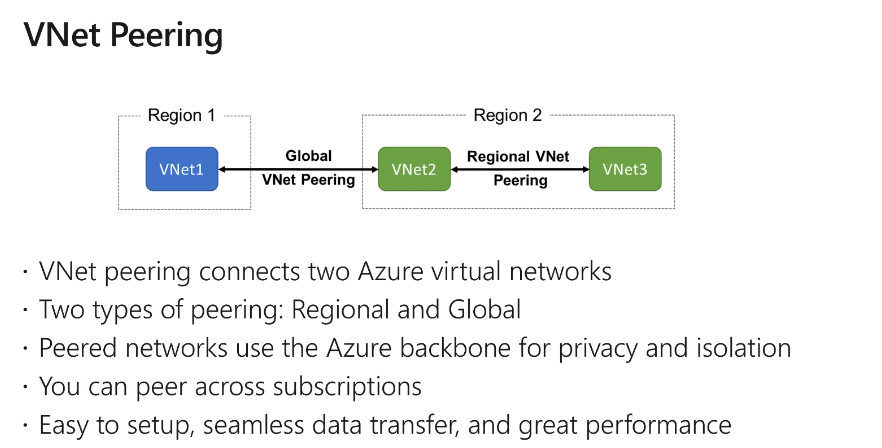 VNet Peering
Region 1
Region 2
VNet1
Global
VNet Peering
VNet2
Regional VNet
Peering
VNet3
· VNet peering connects two Azure virtual networks
· Two types of peering: Regional and Global
· Peered networks use the Azure backbone for privacy and isolation
· You can peer across subscriptions
· Easy to setup, seamless data transfer, and great performance